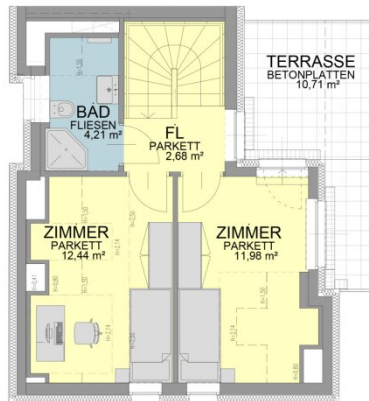 TERRASSE
BETONPLATTEN
10,71 m²
BAD
FLIESEN
4,21 m²
FL
PARKETT
2,68 m²
ZIMMER
PARKETT
12,44 m²
ZIMMER
PARKETT
11,98 m²